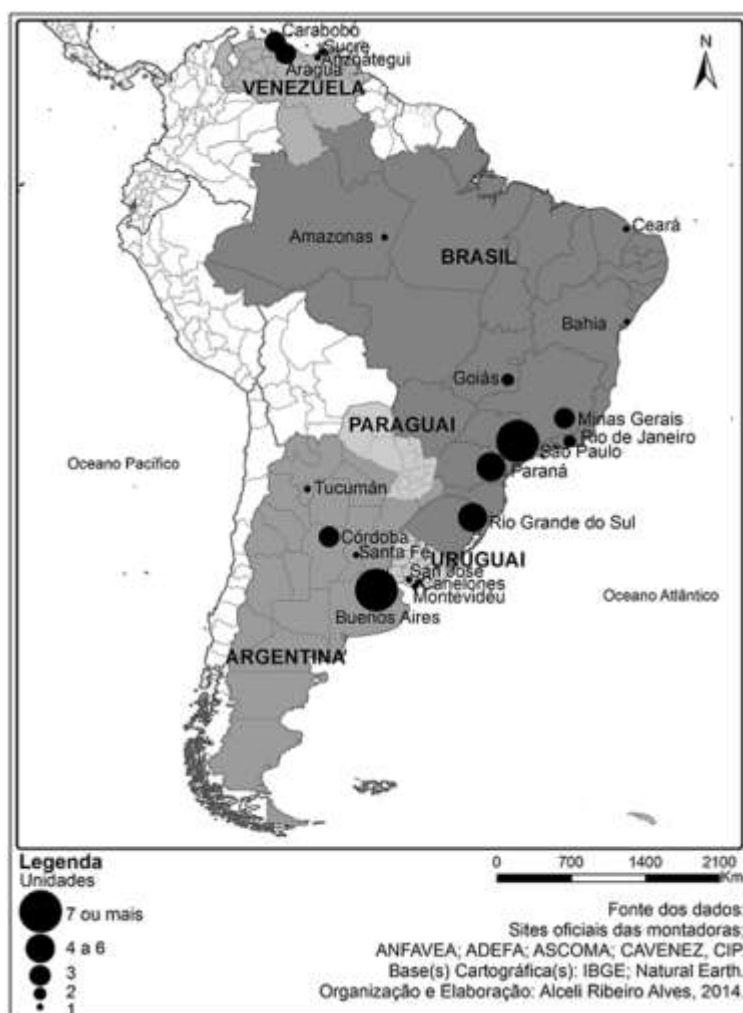 Carabobó
Sucre
Anzoátegui
Aragua
VENEZUELA
N
Amazonas
BRASIL
Ceará
Bahia
Goiás
Minas Gerais
Rio de Janeiro
São Paulo
Paraná
PARAGUAI
Oceano Pacífico
Tucumán
Rio Grande do Sul
Córdoba
Santa Fé
URUGUAI
San José
Canelones
Montevidéu
Oceano Atlântico
Buenos Aires
ARGENTINA
Legenda
Unidades
7 ou mais
4 a 6
3
2
1
0 700 1400 2100
Km
Fonte dos dados:
Sites oficiais das montadoras;
ANFAVEA; ADEFA; ASCOMA; CAVENEZ, CIP.
Base(s) Cartográfica(s): IBGE; Natural Earth.
Organização e Elaboração: Alceli Ribeiro Alves, 2014.